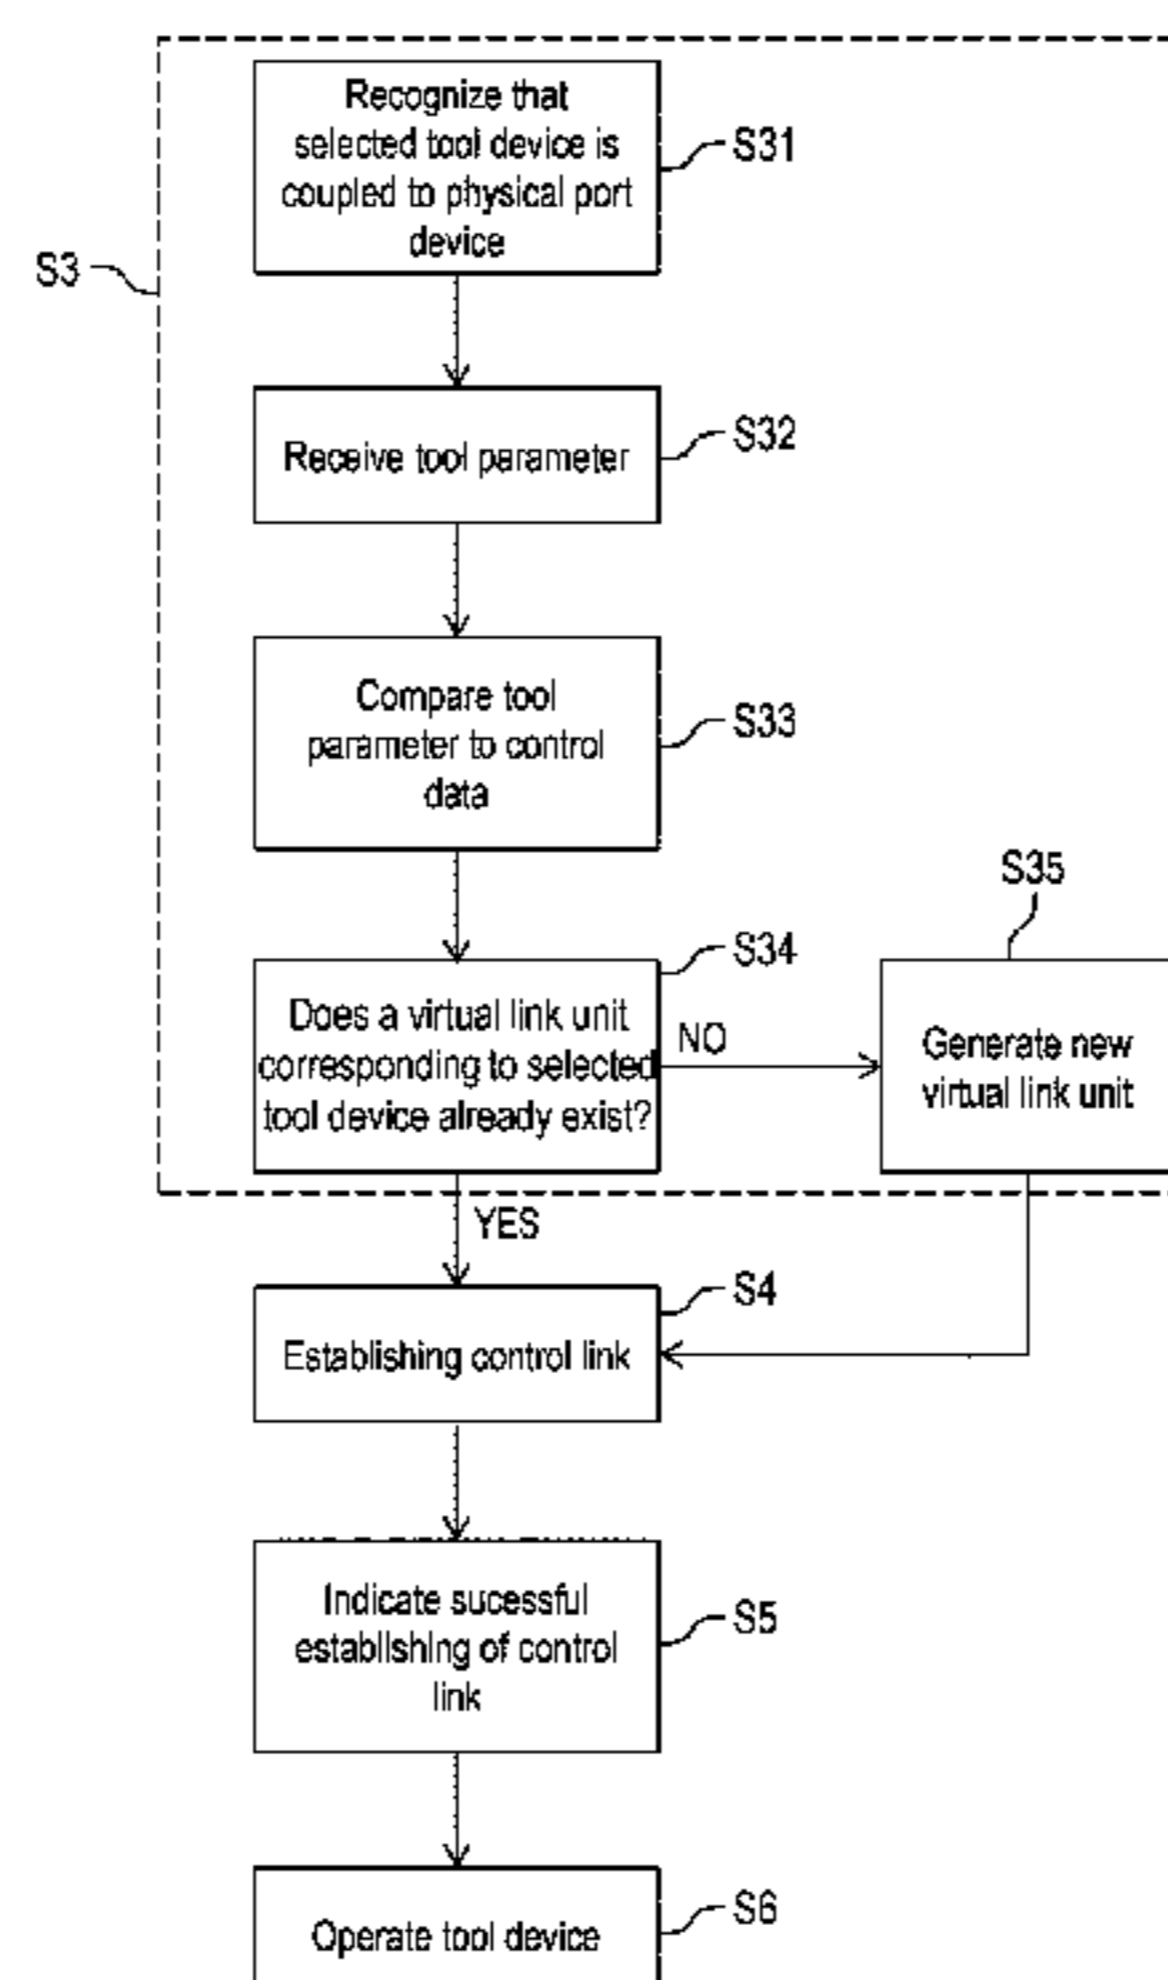 Recognize that
selected tool device is
coupled to physical port
device
S31
S3
Receive tool parameter
S32
Compare tool
parameter to control
data
S33
Does a virtual link unit
corresponding to selected
tool device already exist?
S34
NO
S35
Generate new
virtual link unit
YES
Establishing control link
S4
Indicate sucessful
establishing of control
link
S5
Operate tool device
S6